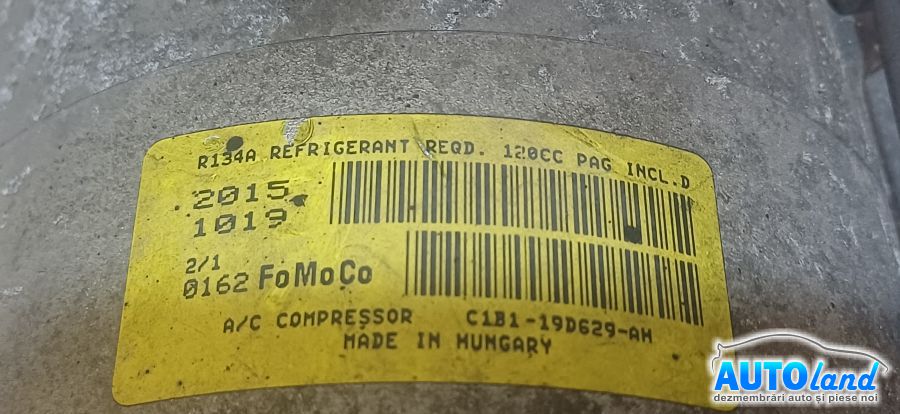 R134A REFRIGERANT REQD. 120CC PAG INCL.D
2015
1019
2/1
0162 FoMoCo
A/C COMPRESSOR C1B1-19D629-AH
MADE IN HUNGARY
AUTOland
dezmembrări auto și piese noi